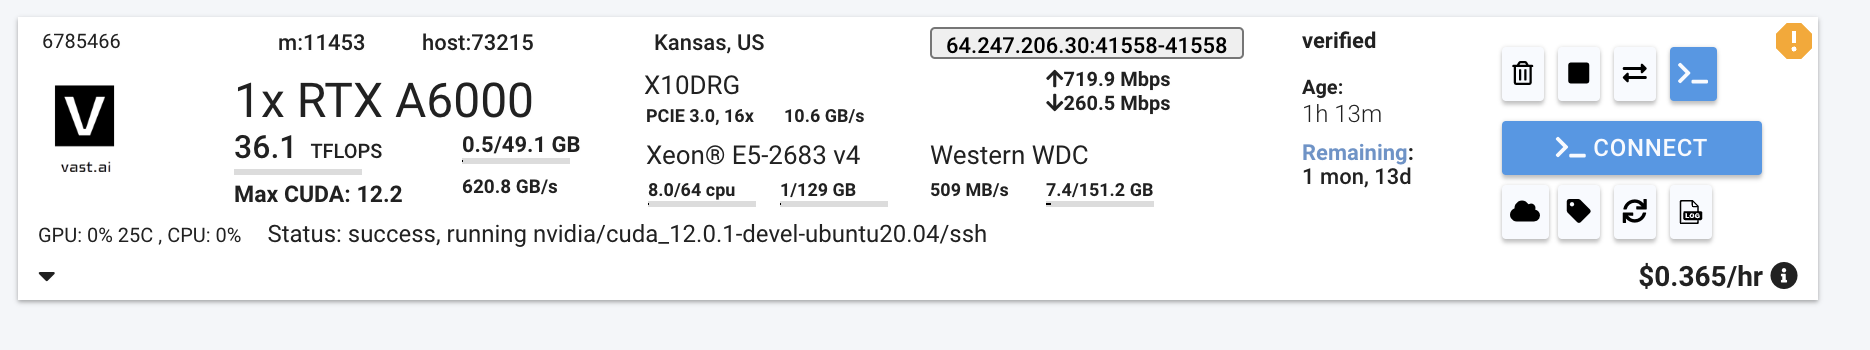 6785466 m:11453 host:73215 Kansas, US 64.247.206.30:41558-41558 verified
V
vast.ai
1x RTX A6000
36.1 TFLOPS 0.5/49.1 GB
Max CUDA: 12.2 620.8 GB/s
X10DRG
PCIE 3.0, 16x 10.6 GB/s
Xeon® E5-2683 v4
8.0/64 cpu 1/129 GB
↑719.9 Mbps
↓260.5 Mbps
Western WDC
509 MB/s 7.4/151.2 GB
Age:
1h 13m
Remaining:
1 mon, 13d
>_ CONNECT
LOG
GPU: 0% 25C , CPU: 0% Status: success, running nvidia/cuda_12.0.1-devel-ubuntu20.04/ssh
$0.365/hr